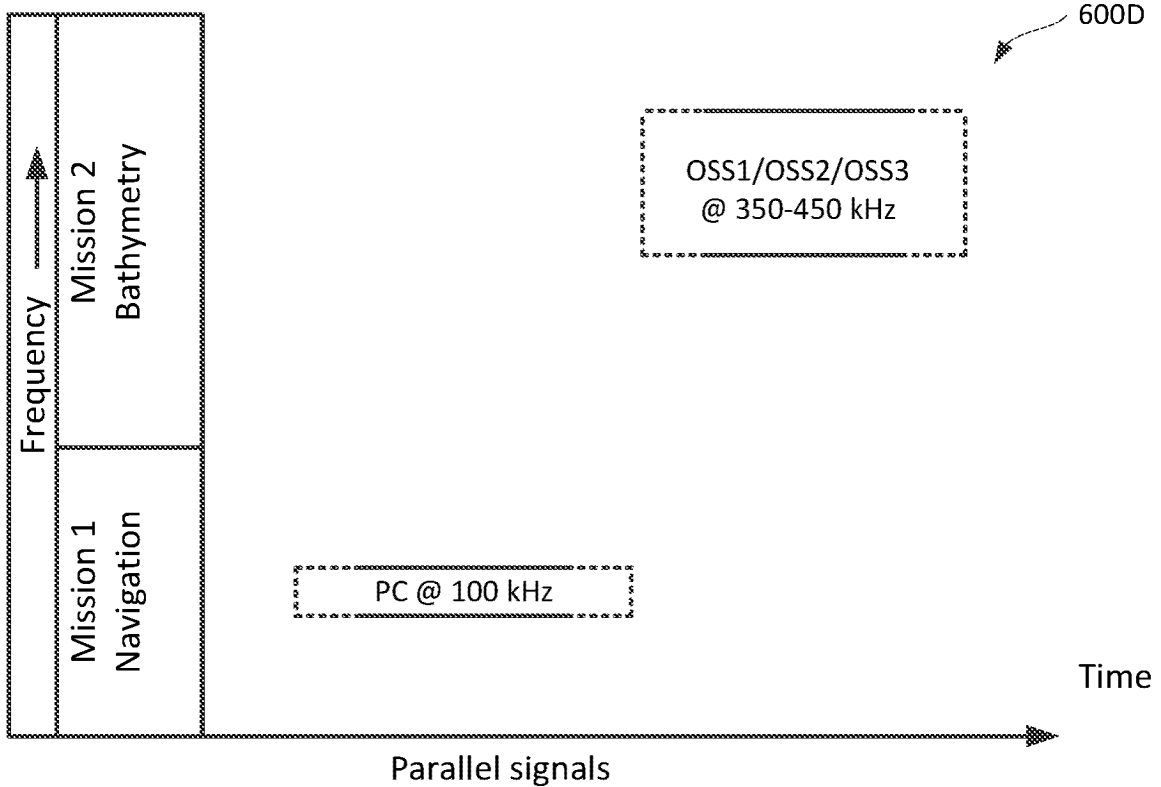 600D
Frequency
Mission 2
Bathymetry
OSS1/OSS2/OSS3
@ 350-450 kHz
Mission 1
Navigation
PC @ 100 kHz
Time
Parallel signals